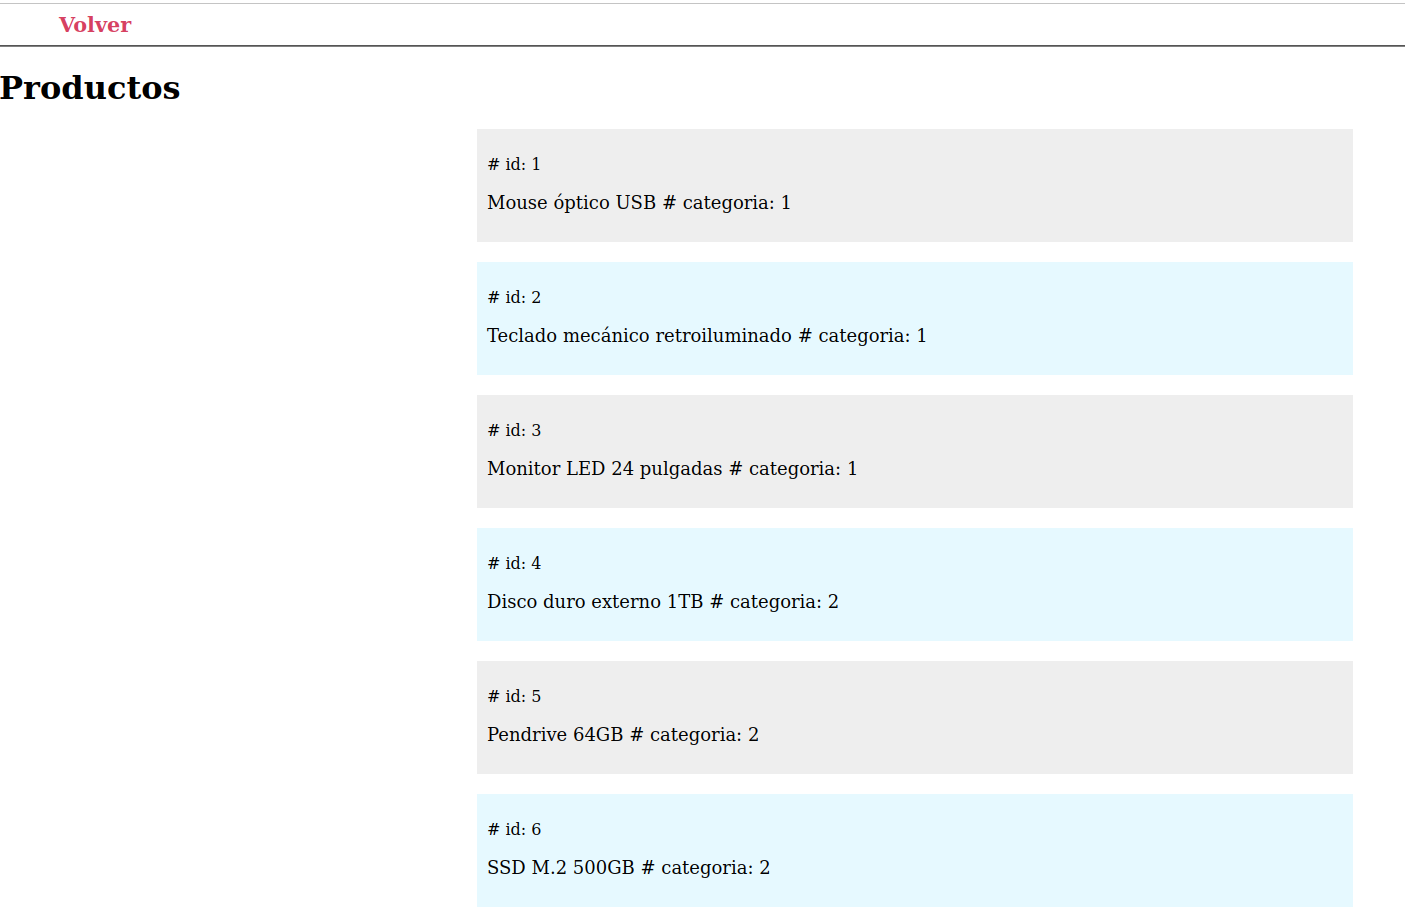 Volver
Productos
# id: 1
Mouse óptico USB # categoria: 1
# id: 2
Teclado mecánico retroiluminado # categoria: 1
# id: 3
Monitor LED 24 pulgadas # categoria: 1
# id: 4
Disco duro externo 1TB # categoria: 2
# id: 5
Pendrive 64GB # categoria: 2
# id: 6
SSD M.2 500GB # categoria: 2